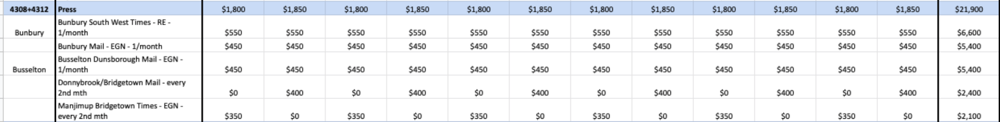 4308+4312 Press $1,800 $1,850 $1,800 $1,850 $1,800 $1,850 $1,800 $1,850 $1,800 $1,850 $1,800 $1,850 $21,900
Bunbury South West Times - RE -
Bunbury 1/month $550 $550 $550 $550 $550 $550 $550 $550 $550 $550 $550 $550 $6,600
Bunbury Mail - EGN - 1/month $450 $450 $450 $450 $450 $450 $450 $450 $450 $450 $450 $450 $5,400
Busselton Dunsborough Mail - EGN -
Busselton 1/month $450 $450 $450 $450 $450 $450 $450 $450 $450 $450 $450 $450 $5,400
Donnybrook/Bridgetown Mail - every
2nd mth $0 $400 $0 $400 $0 $400 $0 $400 $0 $400 $0 $400 $2,400
Manjimup Bridgetown Times - EGN -
every 2nd mth $350 $0 $350 $0 $350 $0 $350 $0 $350 $0 $350 $0 $2,100